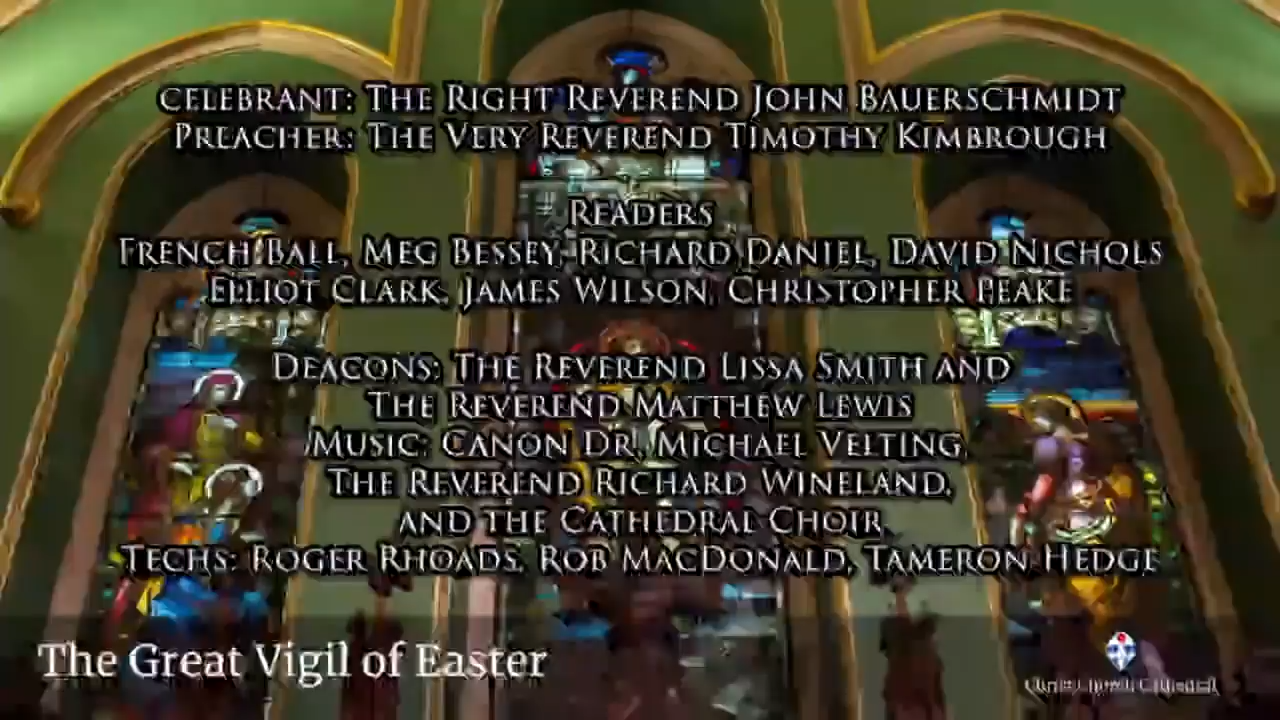 CELEBRANT: THE RIGHT REVEREND JOHN BAUERSCHMIDT
PREACHER: THE VERY REVEREND TIMOTHY KIMBROUGH
READERS
FRENCH BALL, MEG BESSEY, RICHARD DANIEL, DAVID NICHOLS
ELLIOT CLARK, JAMES WILSON, CHRISTOPHER PEAKE
DEACONS: THE REVEREND LISSA SMITH AND
THE REVEREND MATTHEW LEWIS
MUSIC: CANON DR. MICHAEL VELTING,
THE REVEREND RICHARD WINELAND,
AND THE CATHEDRAL CHOIR
TECHS: ROGER RHOADS, ROB MACDONALD, TAMERON HEDGE
The Great Vigil of Easter
Christ Church Cathedral